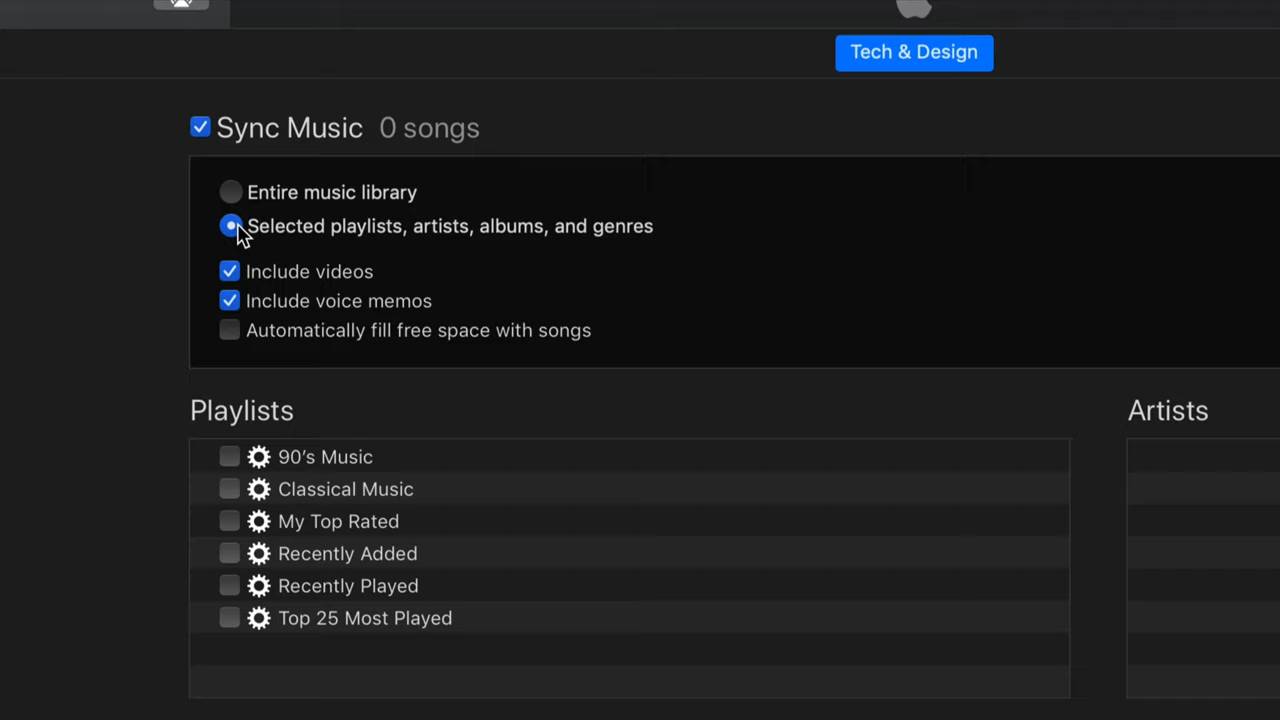 Tech & Design
Sync Music 0 songs
Entire music library
Selected playlists, artists, albums, and genres
Include videos
Include voice memos
Automatically fill free space with songs
Playlists
Artists
90's Music
Classical Music
My Top Rated
Recently Added
Recently Played
Top 25 Most Played